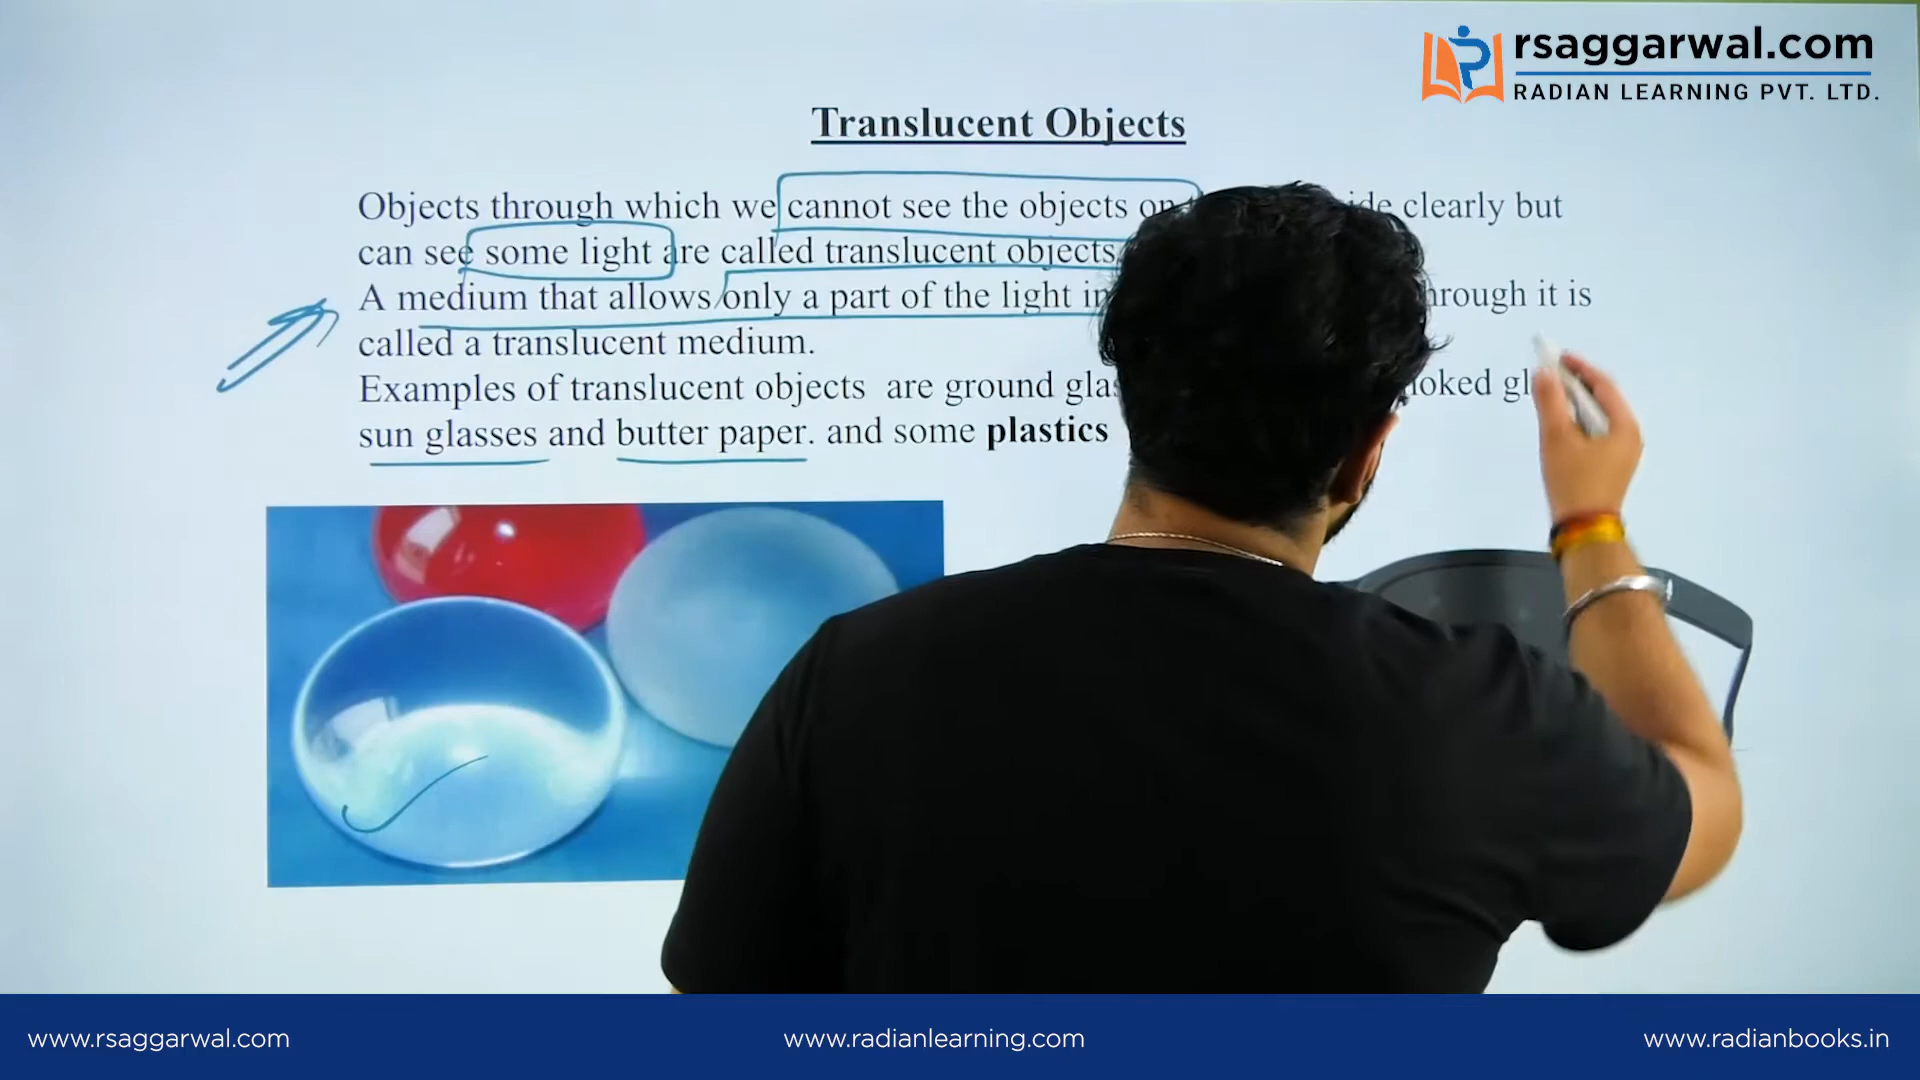 rsaggarwal.com
RADIAN LEARNING PVT. LTD.
Translucent Objects
Objects through which we cannot see the objects on clearly but
can see some light are called translucent objects
A medium that allows only a part of the light through it is
called a translucent medium.
Examples of translucent objects are ground
sun glasses and butter paper. and some plastics
www.rsaggarwal.com
www.radianlearning.com
www.radianbooks.in